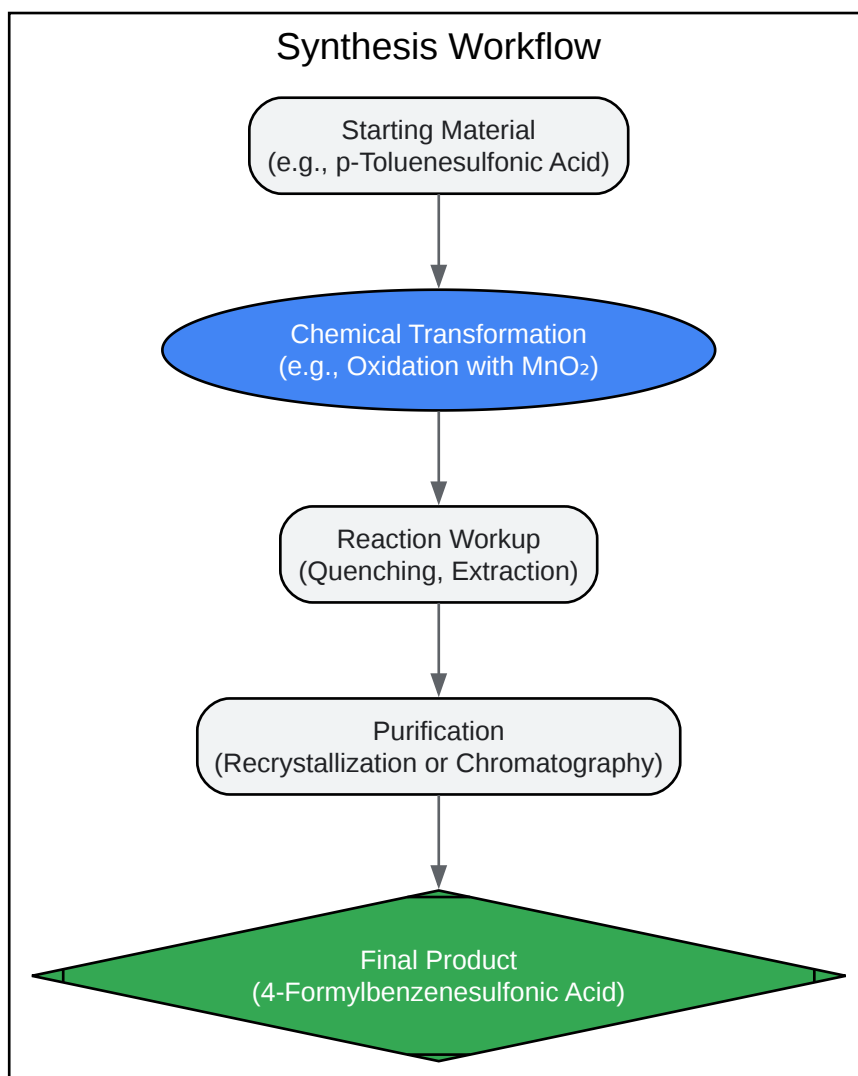 Synthesis Workflow
Starting Material
(e.g., p-Toluenesulfonic Acid)
Chemical Transformation
(e.g., Oxidation with MnO₂)
Reaction Workup
(Quenching, Extraction)
Purification
(Recrystallization or Chromatography)
Final Product
(4-Formylbenzenesulfonic Acid)